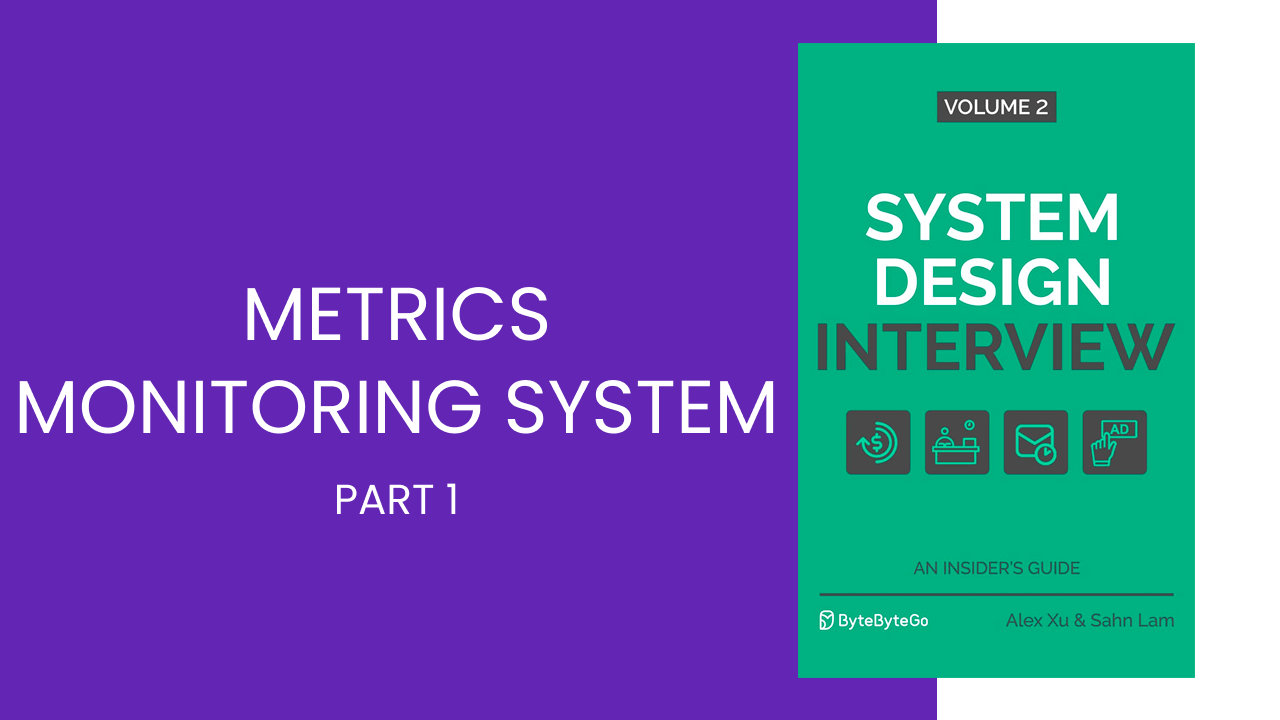 METRICS
MONITORING SYSTEM
PART 1
VOLUME 2
SYSTEM
DESIGN
INTERVIEW
AD
AN INSIDER'S GUIDE
ByteByteGo
Alex Xu & Sahn Lam